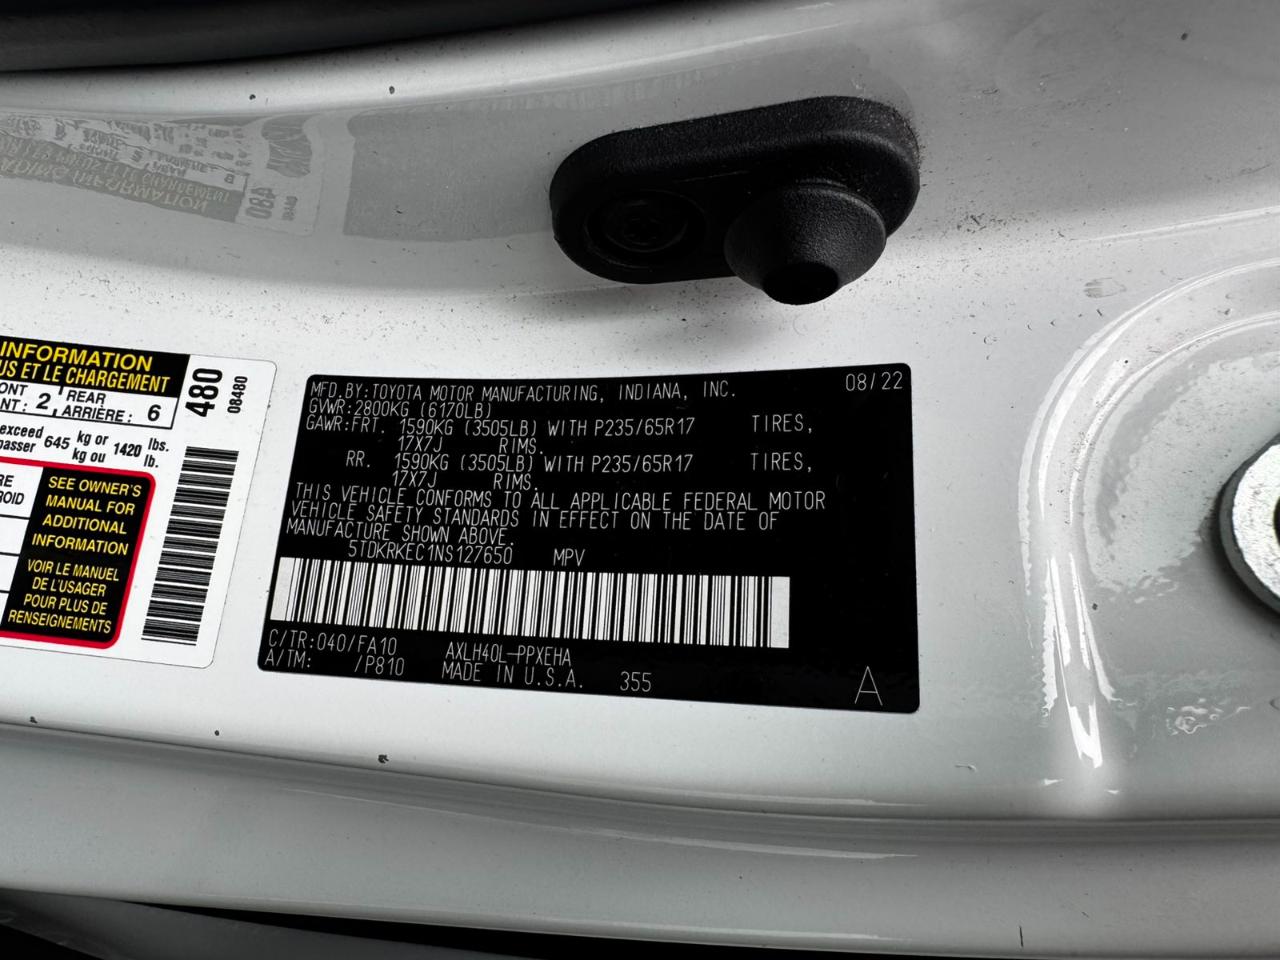 INFORMATION
US ET LE CHARGEMENT
ONT 2 REAR
NT : ARRIÈRE : 6
exceed 645 kg or 1420 lbs.
passer kg ou lb.
RE
ROID
SEE OWNER'S
MANUAL FOR
ADDITIONAL
INFORMATION
VOIR LE MANUEL
DE L'USAGER
POUR PLUS DE
RENSEIGNEMENTS
480
08480
MFD.BY:TOYOTA MOTOR MANUFACTURING, INDIANA, INC. 08/22
GVWR:2800KG (6170LB)
GAWR:FRT. 1590KG (3505LB) WITH P235/65R17 TIRES,
17X7J RIMS.
RR. 1590KG (3505LB) WITH P235/65R17 TIRES,
17X7J RIMS.
THIS VEHICLE CONFORMS TO ALL APPLICABLE FEDERAL MOTOR
VEHICLE SAFETY STANDARDS IN EFFECT ON THE DATE OF
MANUFACTURE SHOWN ABOVE.
5TDKRKEC1NS127650 MPV
C/TR:040/FA10 AXLH40L-PPXEHA
A/TM: /P810 MADE IN U.S.A. 355 A